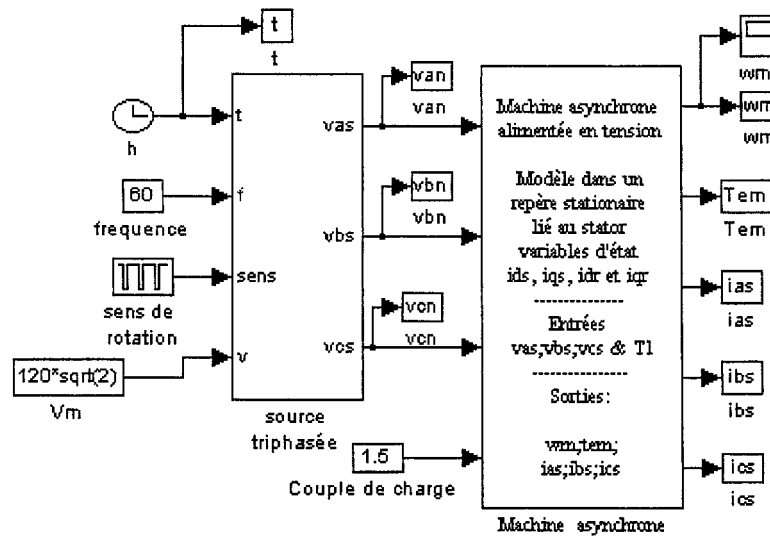 t
t
h
60
frequence
sens de
rotation
120*sqrt(2)
Vm
t
f
sens
v
vas
vbs
vcs
source
triphasée
van
van
vbn
vbn
vcn
vcn
1.5
Couple de charge
Machine asynchrone
alimentée en tension
Modèle dans un
repère stationaire
lié au stator
variables d'état
ids, iqs, idr et iqr
---------------
Entrées
vas,vbs,vcs & Tl
---------------
Sorties:
wm,tem;
ias;ibs;ics
Machine asynchrone
wm
wm
wm
Tem
Tem
ias
ias
ibs
ibs
ics
ics